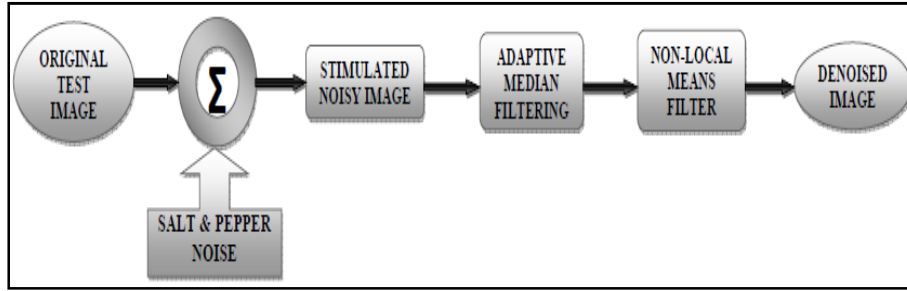 ORIGINAL
TEST
IMAGE
Σ
STIMULATED
NOISY IMAGE
ADAPTIVE
MEDIAN
FILTERING
NON-LOCAL
MEANS
FILTER
DENOISED
IMAGE
SALT & PEPPER
NOISE